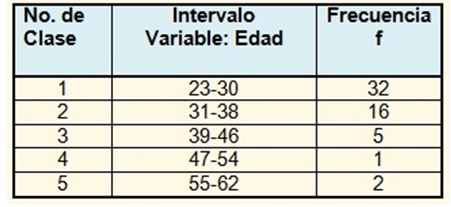 No. de Clase Intervalo Variable: Edad Frecuencia f
1 23-30 32
2 31-38 16
3 39-46 5
4 47-54 1
5 55-62 2